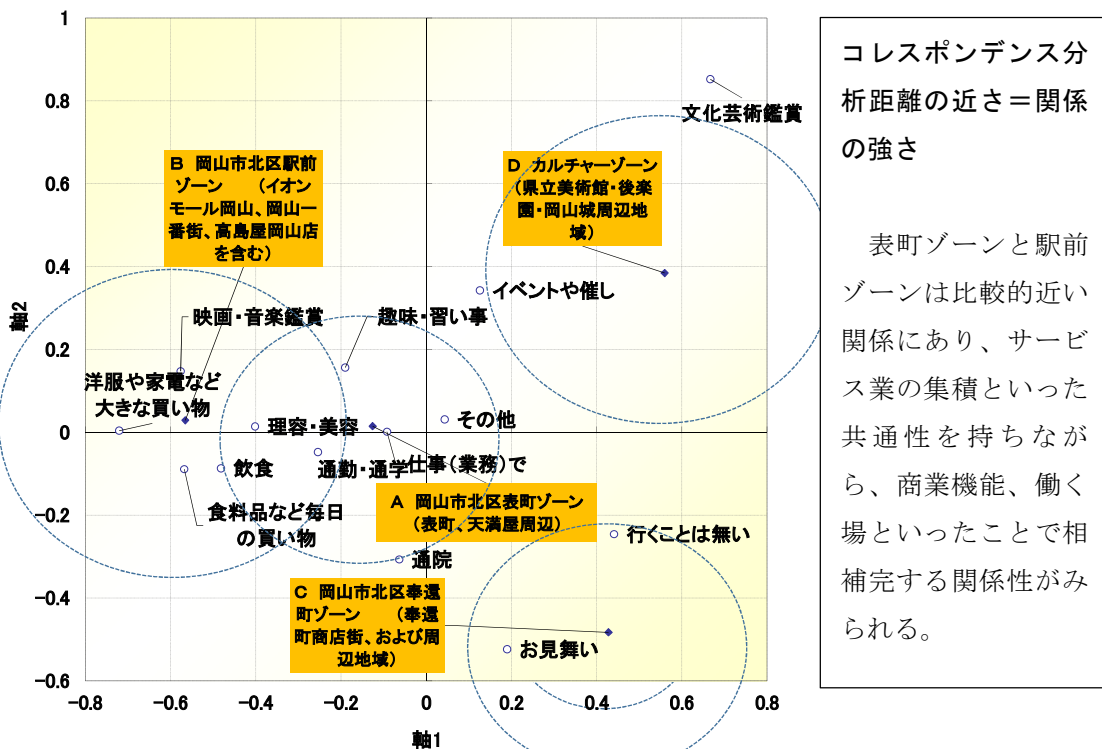 1
0.8
0.6
0.4
0.2
0
−0.2
−0.4
−0.6
軸2
−0.8
−0.6
−0.4
−0.2
0
0.2
0.4
0.6
0.8
軸1
文化芸術鑑賞
B 岡山市北区駅前
ゾーン (イオン
モール岡山、岡山一
番街、高島屋岡山店
を含む)
D カルチャーゾーン
(県立美術館・後楽
園・岡山城周辺地
域)
イベントや催し
映画・音楽鑑賞
趣味・習い事
洋服や家電など
大きな買い物
理容・美容
その他
飲食
通勤・通学
仕事(業務)で
食料品など毎日
の買い物
A 岡山市北区表町ゾーン
(表町、天満屋周辺)
行くことは無い
通院
C 岡山市北区奉還
町ゾーン (奉還
町商店街、および周
辺地域)
お見舞い
コレスポンデンス分
析距離の近さ=関係
の強さ
表町ゾーンと駅前
ゾーンは比較的近い
関係にあり、サービ
ス業の集積といった
共通性を持ちなが
ら、商業機能、働く
場といったことで相
補完する関係性がみ
られる。